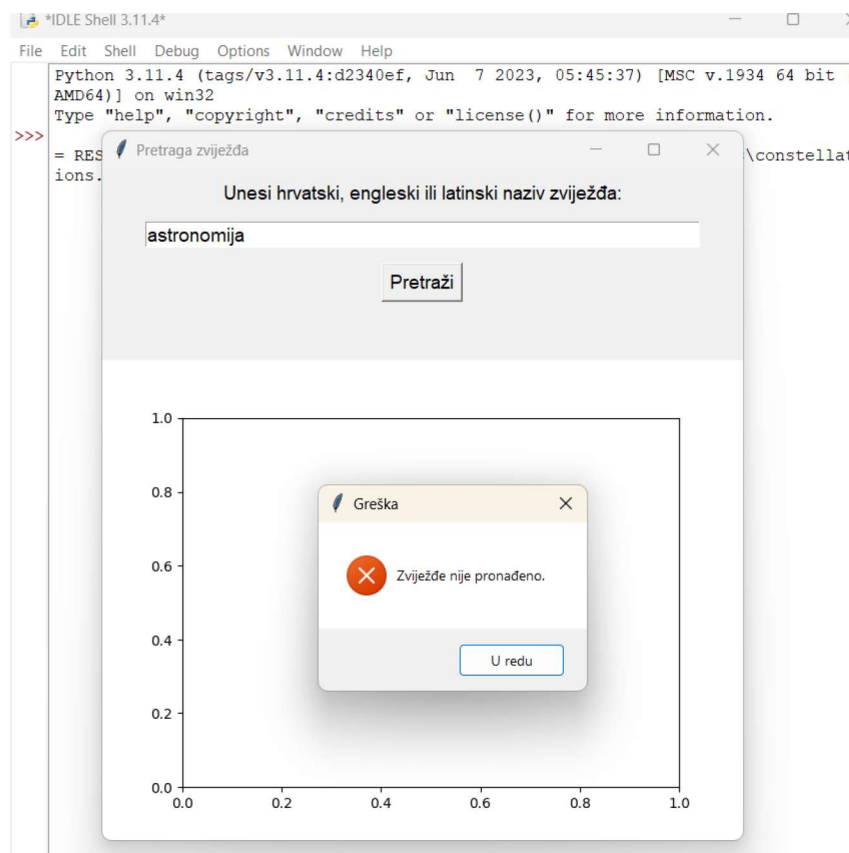 *IDLE Shell 3.11.4*
File Edit Shell Debug Options Window Help
Python 3.11.4 (tags/v3.11.4:d2340ef, Jun 7 2023, 05:45:37) [MSC v.1934 64 bit
AMD64)] on win32
Type "help", "copyright", "credits" or "license()" for more information.
>>>
= RES
\constellat
ions.
Pretraga zviježđa
Unesi hrvatski, engleski ili latinski naziv zviježđa:
astronomija
Pretraži
1.0
0.8
0.6
0.4
0.2
0.0
0.0 0.2 0.4 0.6 0.8 1.0
Greška
Zviježđe nije pronađeno.
U redu